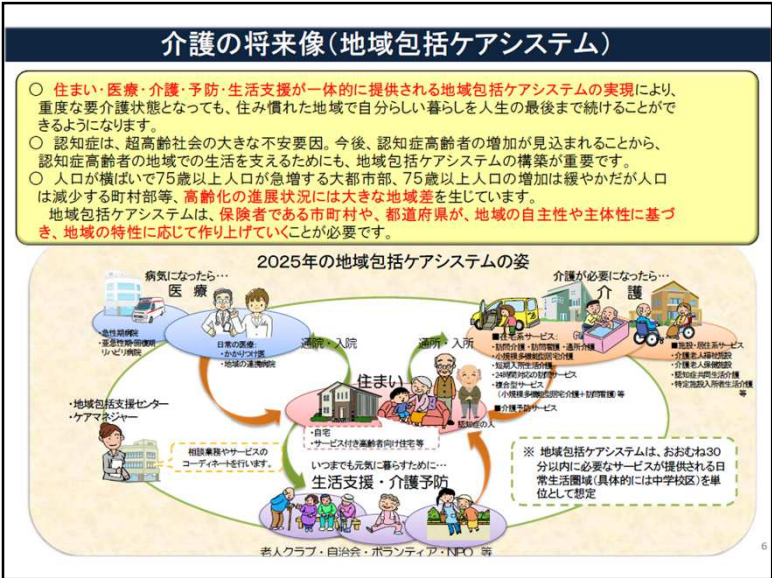 介護の将来像(地域包括ケアシステム)
○ 住まい・医療・介護・予防・生活支援が一体的に提供される地域包括ケアシステムの実現により、
重度な要介護状態となっても、住み慣れた地域で自分らしい暮らしを人生の最後まで続けることがで
きるようになります。
○ 認知症は、超高齢社会の大きな不安要因。今後、認知症高齢者の増加が見込まれることから、
認知症高齢者の地域での生活を支えるためにも、地域包括ケアシステムの構築が重要です。
○ 人口が横ばいで75歳以上人口が急増する大都市部、75歳以上人口の増加は緩やかだが人口
は減少する町村部等、高齢化の進展状況には大きな地域差を生じています。
地域包括ケアシステムは、保険者である市町村や、都道府県が、地域の自主性や主体性に基づ
き、地域の特性に応じて作り上げていくことが必要です。
2025年の地域包括ケアシステムの姿
病気になったら…
医療
・急性期病院
・亜急性期・回復期
リハビリ病院
日常の医療:
・かかりつけ医
・地域の連携病院
通院・入院
通所・入所
介護が必要になったら…
介護
■在宅系サービス:
・訪問介護・訪問看護・通所介護
・小規模多機能型居宅介護
・短期入所生活介護
・24時間対応の訪問サービス
・複合型サービス
(小規模多機能型居宅介護+訪問看護)等
■介護予防サービス
■施設・居住系サービス
・介護老人福祉施設
・介護老人保健施設
・認知症共同生活介護
・特定施設入所者生活介護
等
住まい
・自宅
・サービス付き高齢者向け住宅等
認知症の人
・地域包括支援センター
・ケアマネジャー
相談業務やサービスの
コーディネートを行います。
いつまでも元気に暮らすために…
生活支援・介護予防
老人クラブ・自治会・ボランティア・NPO 等
※ 地域包括ケアシステムは、おおむね30
分以内に必要なサービスが提供される日
常生活圏域(具体的には中学校区)を単
位として想定
6